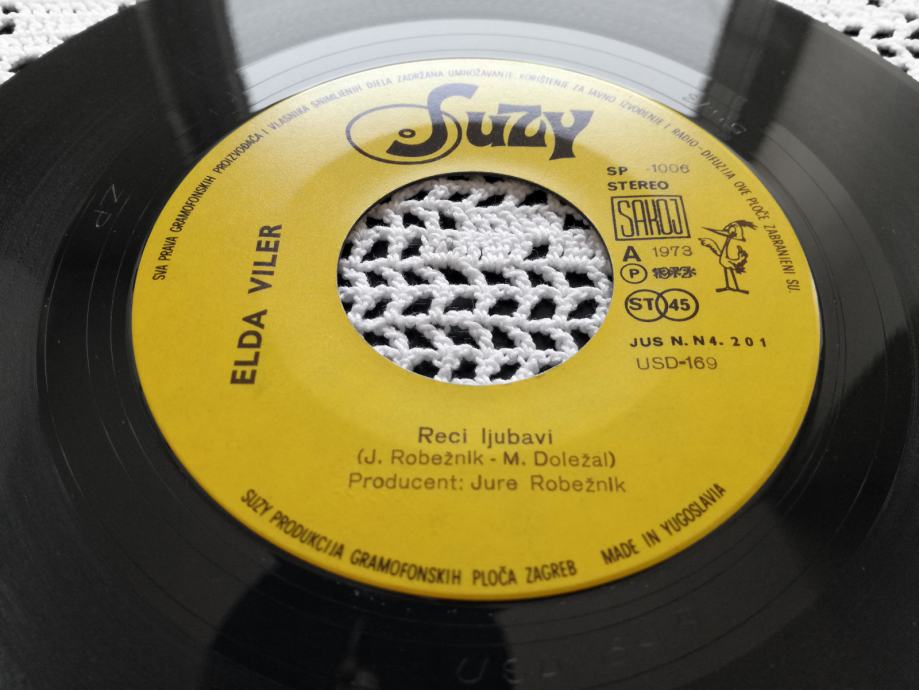 SVA PRAVA GRAMOFONSKIH PROIZVOĐAČA I VLASNIKA SNIMLJENIH DJELA ZADRŽANA UMNOŽAVANJE, KORIŠTENJE ZA JAVNO IZVOĐENJE I RADIO-DIFUZIJA OVE PLOČE ZABRANJENI SU.
Suzy
SP -1006
STEREO
SAKOJ
A 1973
P 1973
ST 45
JUS N. N4. 201
USD-169
ELDA VILER
Reci ljubavi
(J. Robežnik - M. Doležal)
Producent: Jure Robežnik
SUZY PRODUKCIJA GRAMOFONSKIH PLOČA ZAGREB MADE IN YUGOSLAVIA
ZP